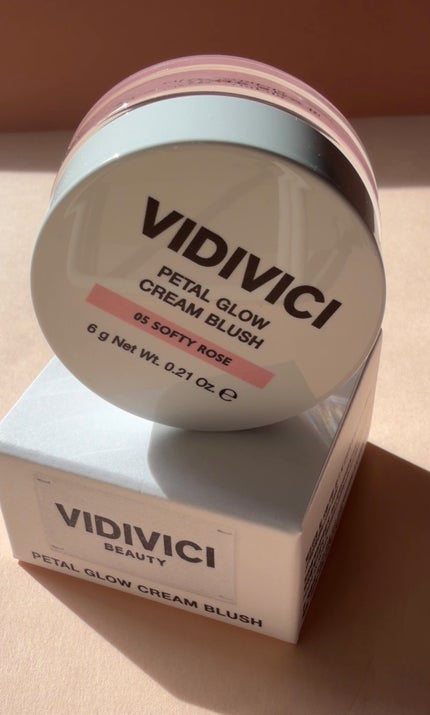 VIDIVICI
PETAL GLOW
CREAM BLUSH
05 SOFTY ROSE
6 g Net Wt. 0.21 oz. ℮
VIDIVICI
BEAUTY
PETAL GLOW CREAM BLUSH